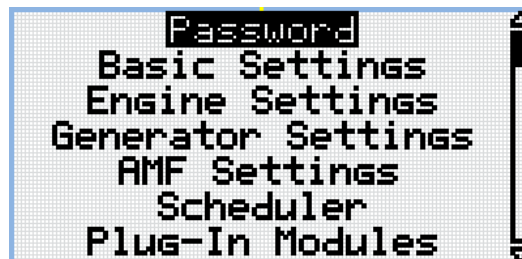 Password
Basic Settings
Engine Settings
Generator Settings
AMF Settings
Scheduler
Plug-In Modules